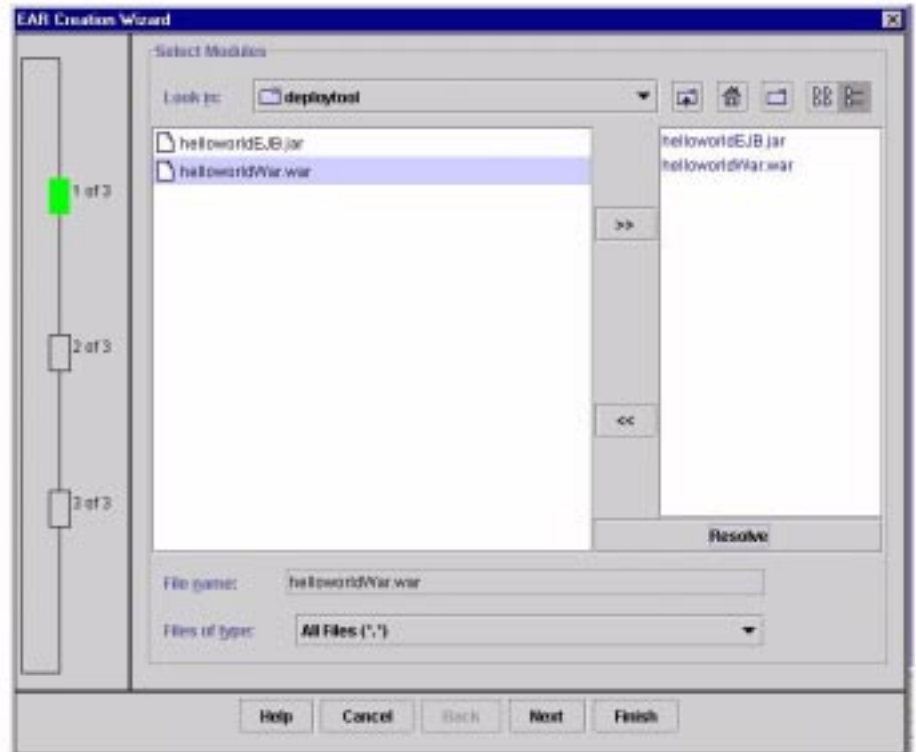 EAR Creation Wizard
Select Modules
Look in: deploytool
helloworldEJB.jar
helloworldWar.war
helloworldEJB.jar
helloworldWar.war
1 of 3
>>
2 of 3
<<
3 of 3
Resolve
File name: helloworldWar.war
Files of type: All Files (*.*)
Help Cancel Back Next Finish